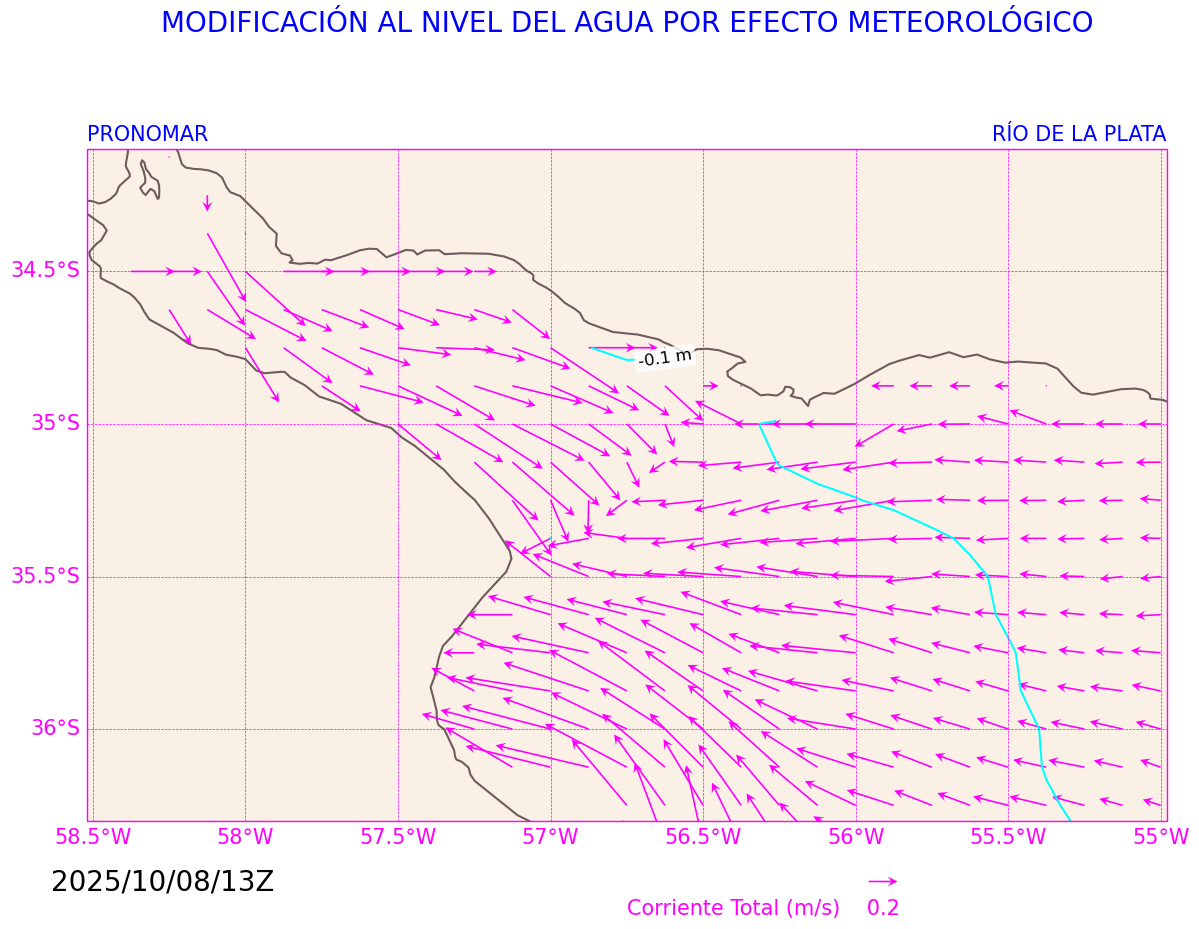 MODIFICACIÓN AL NIVEL DEL AGUA POR EFECTO METEOROLÓGICO
PRONOMAR
RÍO DE LA PLATA
34.5°S
-0.1 m
35°S
35.5°S
36°S
58.5°W 58°W 57.5°W 57°W 56.5°W 56°W 55.5°W 55°W
2025/10/08/13Z
Corriente Total (m/s) 0.2